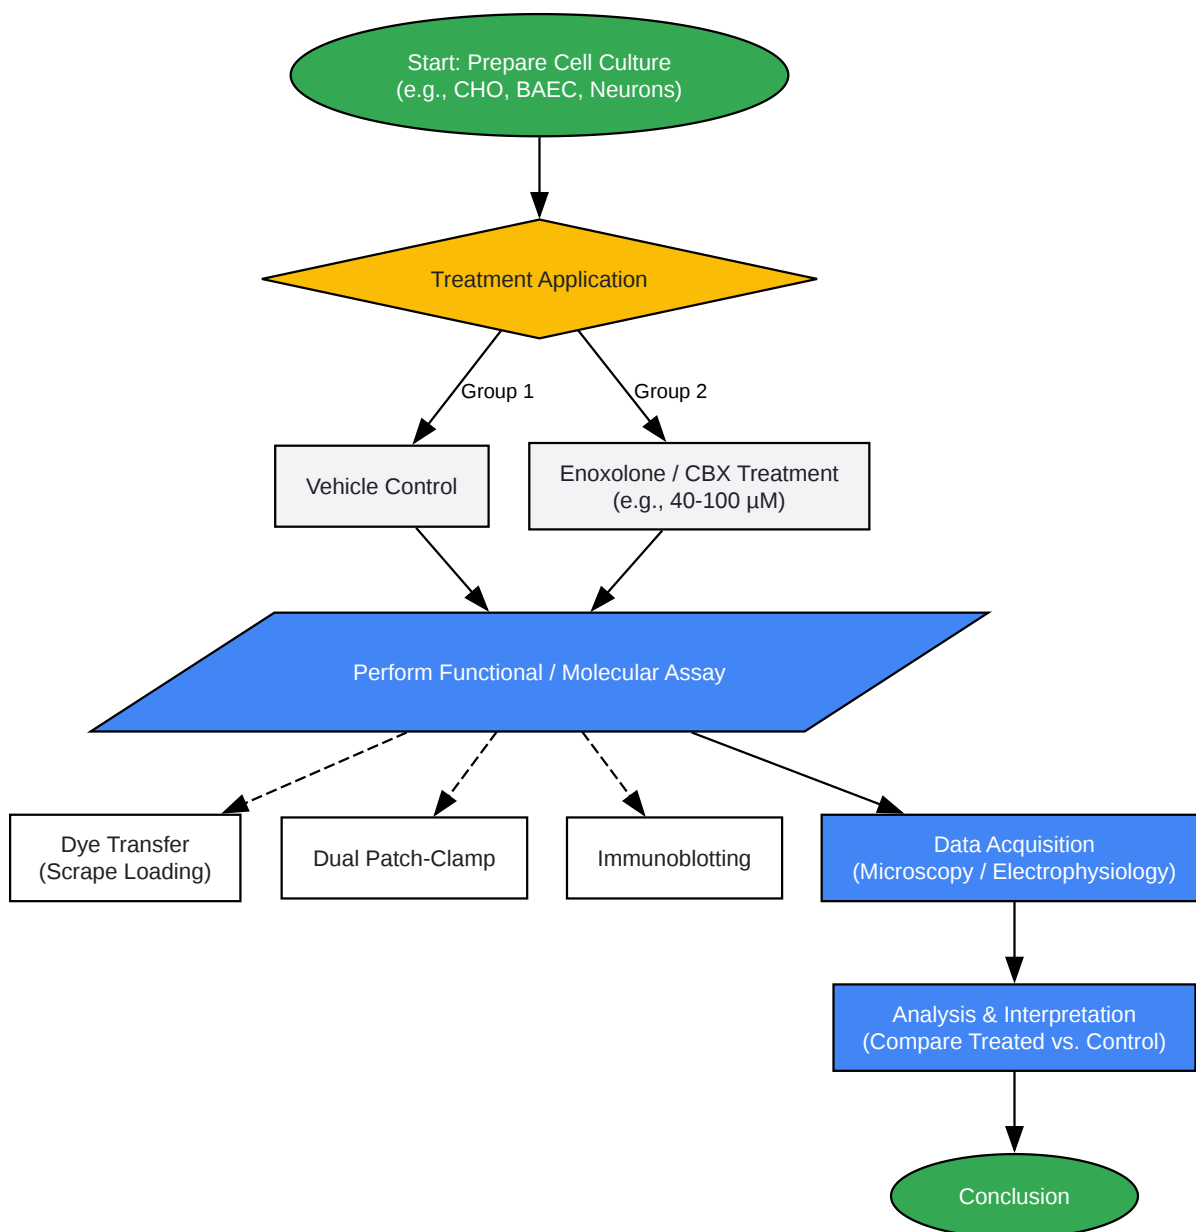 Start: Prepare Cell Culture
(e.g., CHO, BAEC, Neurons)
Treatment Application
Group 1
Group 2
Vehicle Control
Enoxolone / CBX Treatment
(e.g., 40-100 µM)
Perform Functional / Molecular Assay
Dye Transfer
(Scrape Loading)
Dual Patch-Clamp
Immunoblotting
Data Acquisition
(Microscopy / Electrophysiology)
Analysis & Interpretation
(Compare Treated vs. Control)
Conclusion